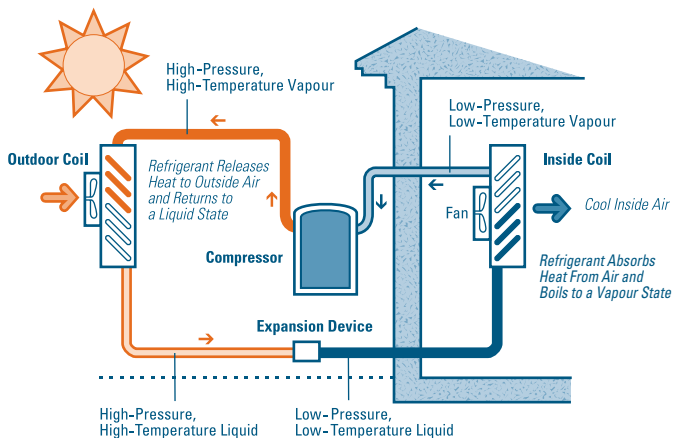 High-Pressure,
High-Temperature Vapour
Low-Pressure,
Low-Temperature Vapour
Outdoor Coil
Refrigerant Releases
Heat to Outside Air
and Returns to
a Liquid State
Inside Coil
Fan
Cool Inside Air
Compressor
Refrigerant Absorbs
Heat From Air and
Boils to a Vapour State
Expansion Device
High-Pressure,
High-Temperature Liquid
Low-Pressure,
Low-Temperature Liquid